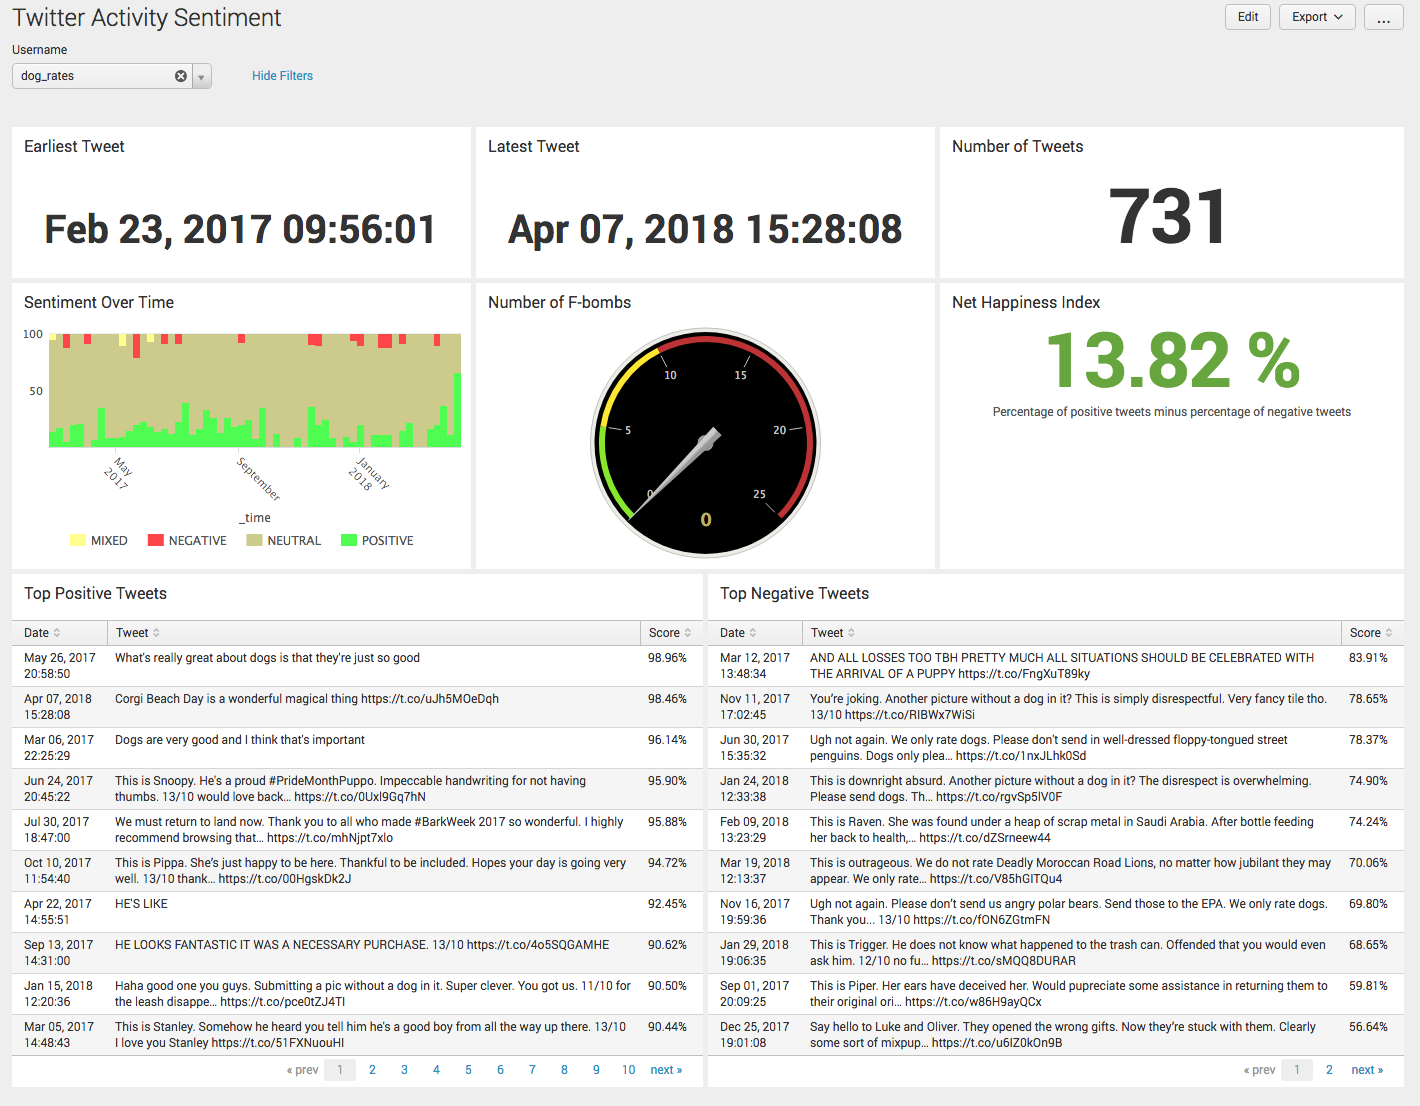 Twitter Activity Sentiment
Edit
Export
...
Username
dog_rates
Hide Filters
Earliest Tweet
Feb 23, 2017 09:56:01
Latest Tweet
Apr 07, 2018 15:28:08
Number of Tweets
731
Sentiment Over Time
100
50
May
2017
September
January
2018
_time
MIXED
NEGATIVE
NEUTRAL
POSITIVE
Number of F-bombs
0
5
10
15
20
25
0
Net Happiness Index
13.82 %
Percentage of positive tweets minus percentage of negative tweets
Top Positive Tweets
Date Tweet Score
May 26, 2017 What's really great about dogs is that they're just so good 98.96%
20:58:50
Apr 07, 2018 Corgi Beach Day is a wonderful magical thing https://t.co/uJh5MOeDqh 98.46%
15:28:08
Mar 06, 2017 Dogs are very good and I think that's important 96.14%
22:25:29
Jun 24, 2017 This is Snoopy. He's a proud #PrideMonthPuppo. Impeccable handwriting for not having 95.90%
20:45:22 thumbs. 13/10 would love back… https://t.co/0Uxl9Gq7hN
Jul 30, 2017 We must return to land now. Thank you to all who made #BarkWeek 2017 so wonderful. I highly 95.88%
18:47:00 recommend browsing that… https://t.co/mhNjpt7xlo
Oct 10, 2017 This is Pippa. She's just happy to be here. Thankful to be included. Hopes your day is going very 94.72%
11:54:40 well. 13/10 thank… https://t.co/00HgskDk2J
Apr 22, 2017 HE'S LIKE 92.45%
14:55:51
Sep 13, 2017 HE LOOKS FANTASTIC IT WAS A NECESSARY PURCHASE. 13/10 https://t.co/4o5SQGAMHE 90.62%
14:31:00
Jan 15, 2018 Haha good one you guys. Submitting a pic without a dog in it. Super clever. You got us. 11/10 for 90.50%
12:20:36 the leash disappe… https://t.co/pce0tZJ4TI
Mar 05, 2017 This is Stanley. Somehow he heard you tell him he's a good boy from all the way up there. 13/10 90.44%
14:48:43 I love you Stanley https://t.co/51FXNuouHI
« prev 1 2 3 4 5 6 7 8 9 10 next »
Top Negative Tweets
Date Tweet Score
Mar 12, 2017 AND ALL LOSSES TOO TBH PRETTY MUCH ALL SITUATIONS SHOULD BE CELEBRATED WITH 83.91%
13:48:34 THE ARRIVAL OF A PUPPY https://t.co/FngXuT89ky
Nov 11, 2017 You're joking. Another picture without a dog in it? This is simply disrespectful. Very fancy tile tho. 78.65%
17:02:45 13/10 https://t.co/RIBWx7WiSi
Jun 30, 2017 Ugh not again. We only rate dogs. Please don't send in well-dressed floppy-tongued street 78.37%
15:35:32 penguins. Dogs only plea… https://t.co/1nxJLhk0Sd
Jan 24, 2018 This is downright absurd. Another picture without a dog in it? The disrespect is overwhelming. 74.90%
12:33:38 Please send dogs. Th… https://t.co/rgvSp5lV0F
Feb 09, 2018 This is Raven. She was found under a heap of scrap metal in Saudi Arabia. After bottle feeding 74.24%
13:23:29 her back to health,… https://t.co/dZSrneew44
Mar 19, 2018 This is outrageous. We do not rate Deadly Moroccan Road Lions, no matter how jubilant they may 70.06%
12:13:37 appear. We only rate… https://t.co/V85hGITQu4
Nov 16, 2017 Ugh not again. Please don't send us angry polar bears. Send those to the EPA. We only rate dogs. 69.80%
19:59:36 Thank you… 13/10 https://t.co/fON6ZGtmFN
Jan 29, 2018 This is Trigger. He does not know what happened to the trash can. Offended that you would even 68.65%
19:06:35 ask him. 12/10 no fu… https://t.co/sMQQ8DURAR
Sep 01, 2017 This is Piper. Her ears have deceived her. Would pupreciate some assistance in returning them to 59.81%
20:09:25 their original ori… https://t.co/w86H9ayQCx
Dec 25, 2017 Say hello to Luke and Oliver. They opened the wrong gifts. Now they're stuck with them. Clearly 56.64%
19:01:08 some sort of mixpup… https://t.co/u6IZ0kOn9B
« prev 1 2 next »